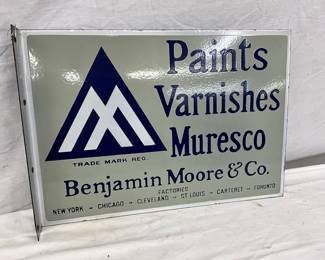 Paints
Varnishes
Muresco
TRADE MARK REG.
Benjamin Moore & Co.
FACTORIES
NEW YORK - CHICAGO - CLEVELAND - ST. LOUIS - CARTERET - TORONTO